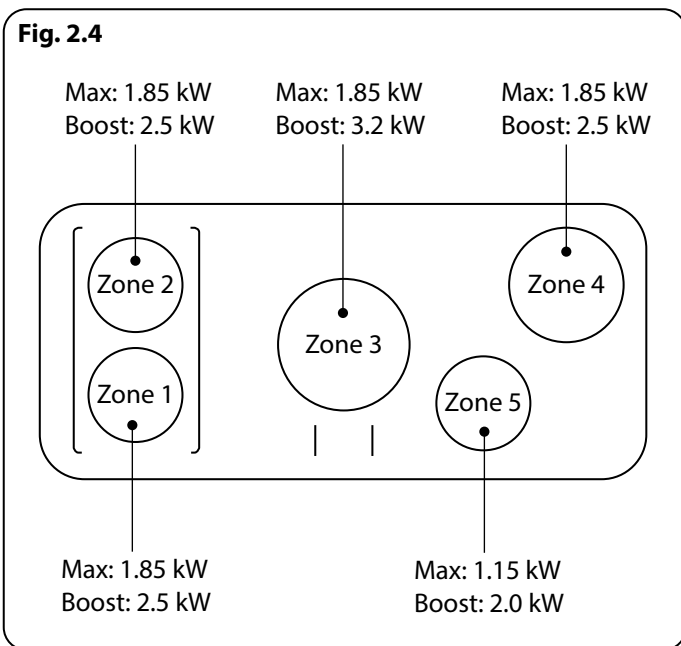 Fig. 2.4
Max: 1.85 kW
Boost: 2.5 kW
Max: 1.85 kW
Boost: 3.2 kW
Max: 1.85 kW
Boost: 2.5 kW
Zone 2
Zone 4
Zone 3
Zone 1
Zone 5
Max: 1.85 kW
Boost: 2.5 kW
Max: 1.15 kW
Boost: 2.0 kW